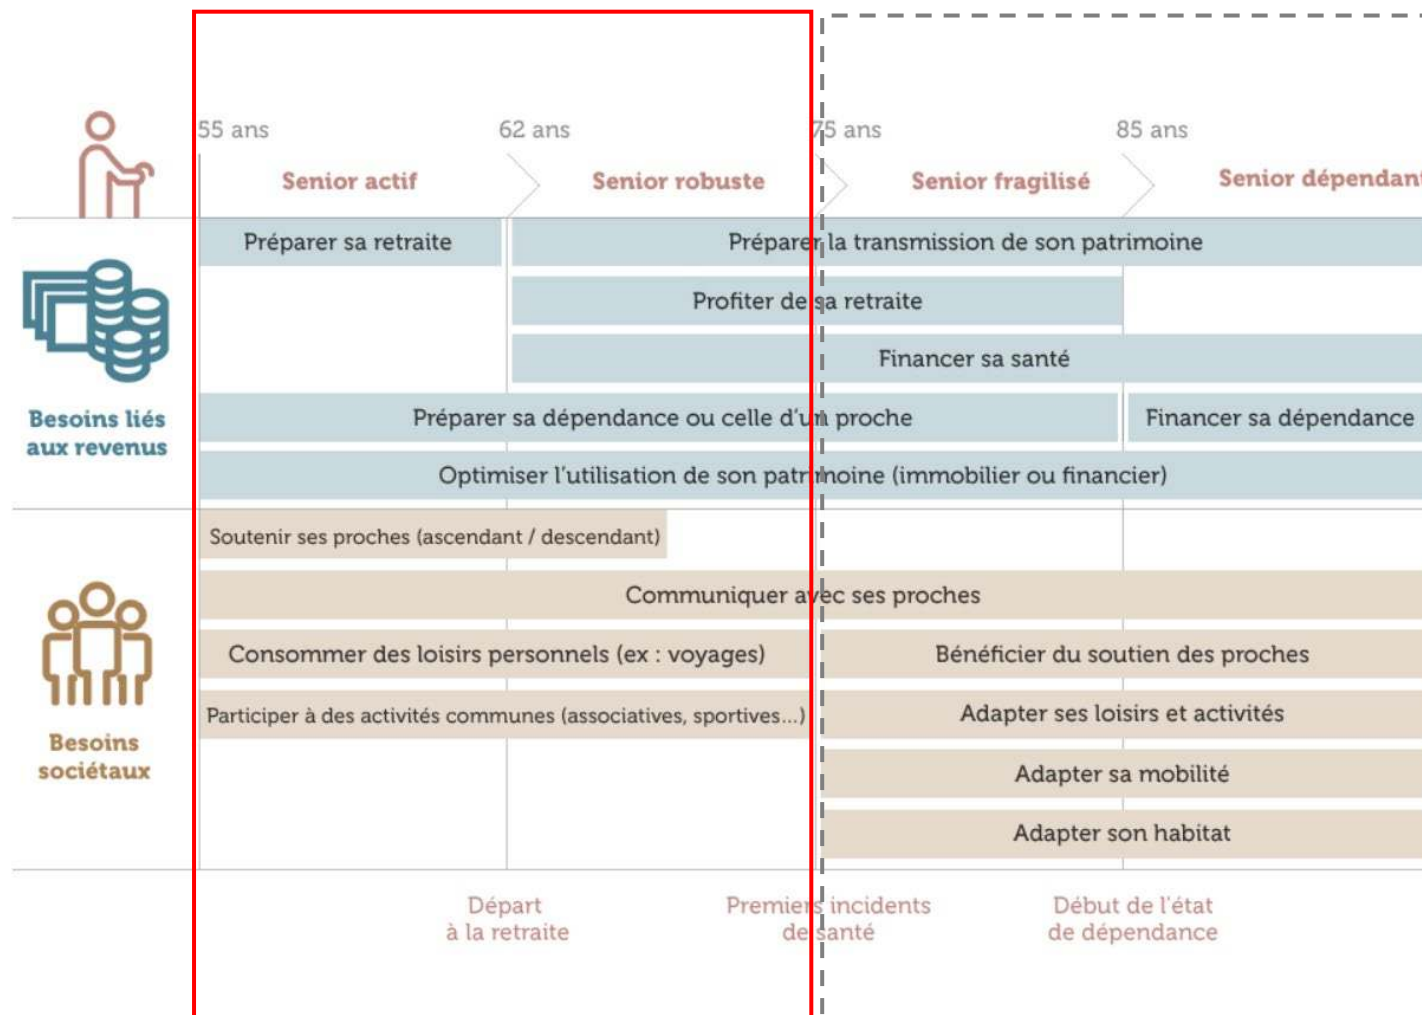 55 ans
62 ans
75 ans
85 ans
Senior actif
Senior robuste
Senior fragilisé
Senior dépendant
Besoins liés
aux revenus
Préparer sa retraite
Préparer la transmission de son patrimoine
Profiter de sa retraite
Financer sa santé
Préparer sa dépendance ou celle d'un proche
Financer sa dépendance
Optimiser l'utilisation de son patrimoine (immobilier ou financier)
Besoins
sociétaux
Soutenir ses proches (ascendant / descendant)
Communiquer avec ses proches
Consommer des loisirs personnels (ex : voyages)
Bénéficier du soutien des proches
Participer à des activités communes (associatives, sportives...)
Adapter ses loisirs et activités
Adapter sa mobilité
Adapter son habitat
Départ
à la retraite
Premiers incidents
de santé
Début de l'état
de dépendance